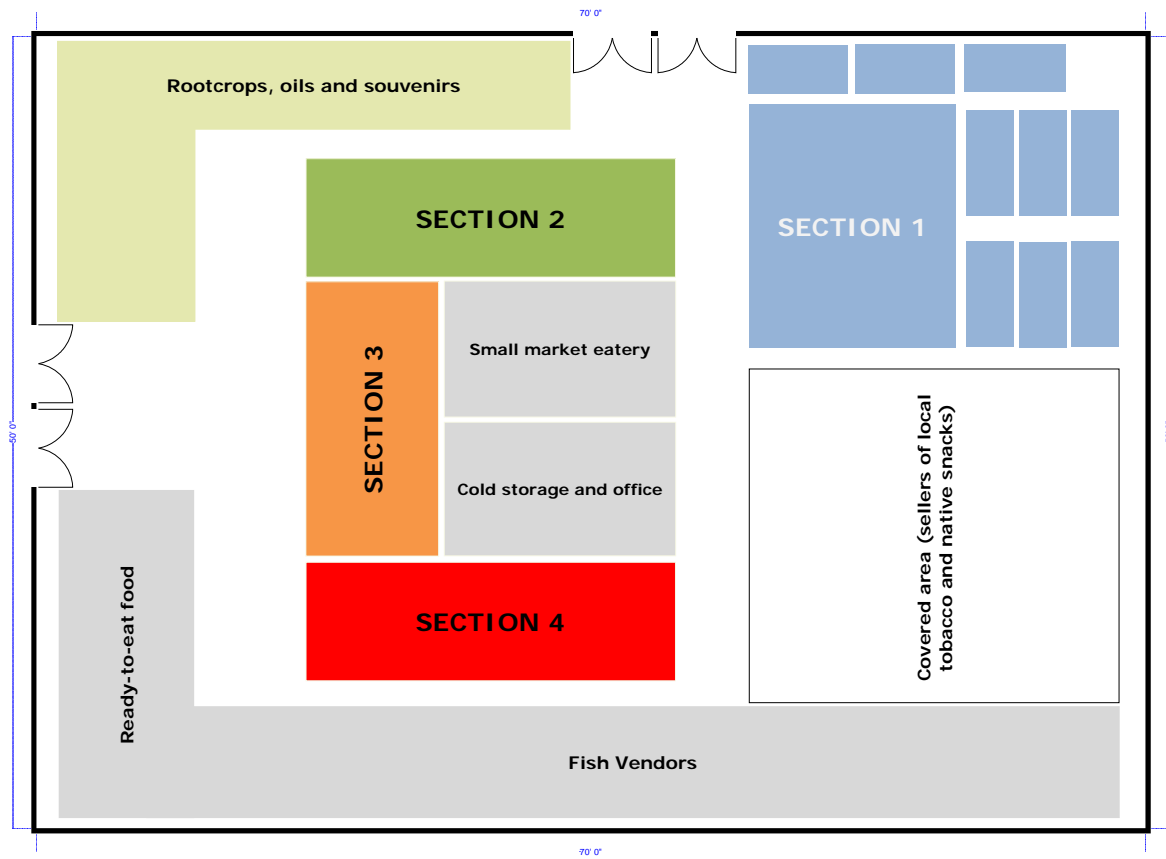 70' 0"
Rootcrops, oils and souvenirs
SECTION 2
SECTION 1
SECTION 3
Small market eatery
50' 0"
Cold storage and office
Covered area (sellers of local
tobacco and native snacks)
SECTION 4
Ready-to-eat food
Fish Vendors
70' 0"